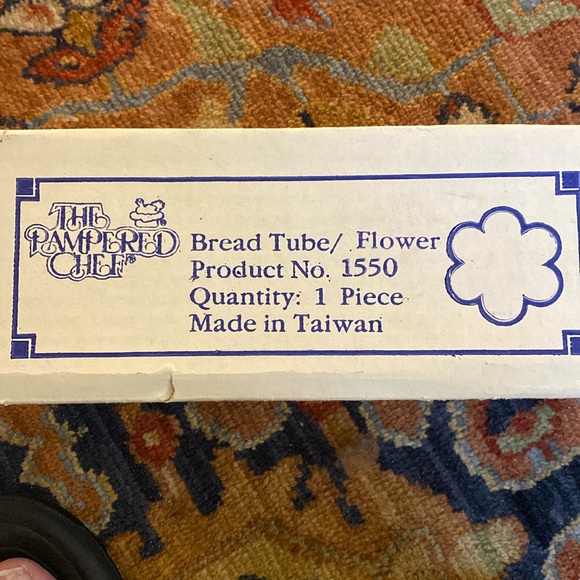 THE
PAMPERED
CHEF®
Bread Tube/ Flower
Product No. 1550
Quantity: 1 Piece
Made in Taiwan